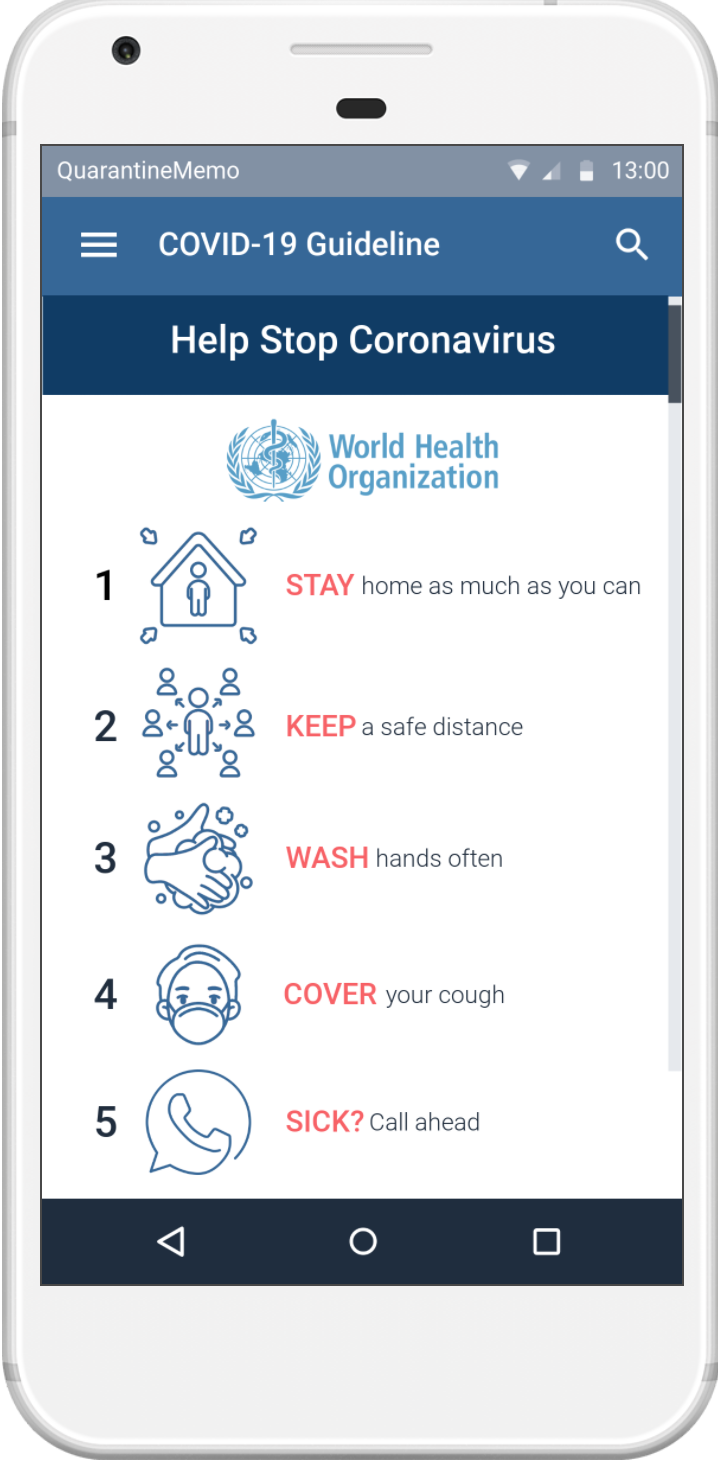 QuarantineMemo 13:00
COVID-19 Guideline
Help Stop Coronavirus
World Health
Organization
1 STAY home as much as you can
2 KEEP a safe distance
3 WASH hands often
4 COVER your cough
5 SICK? Call ahead